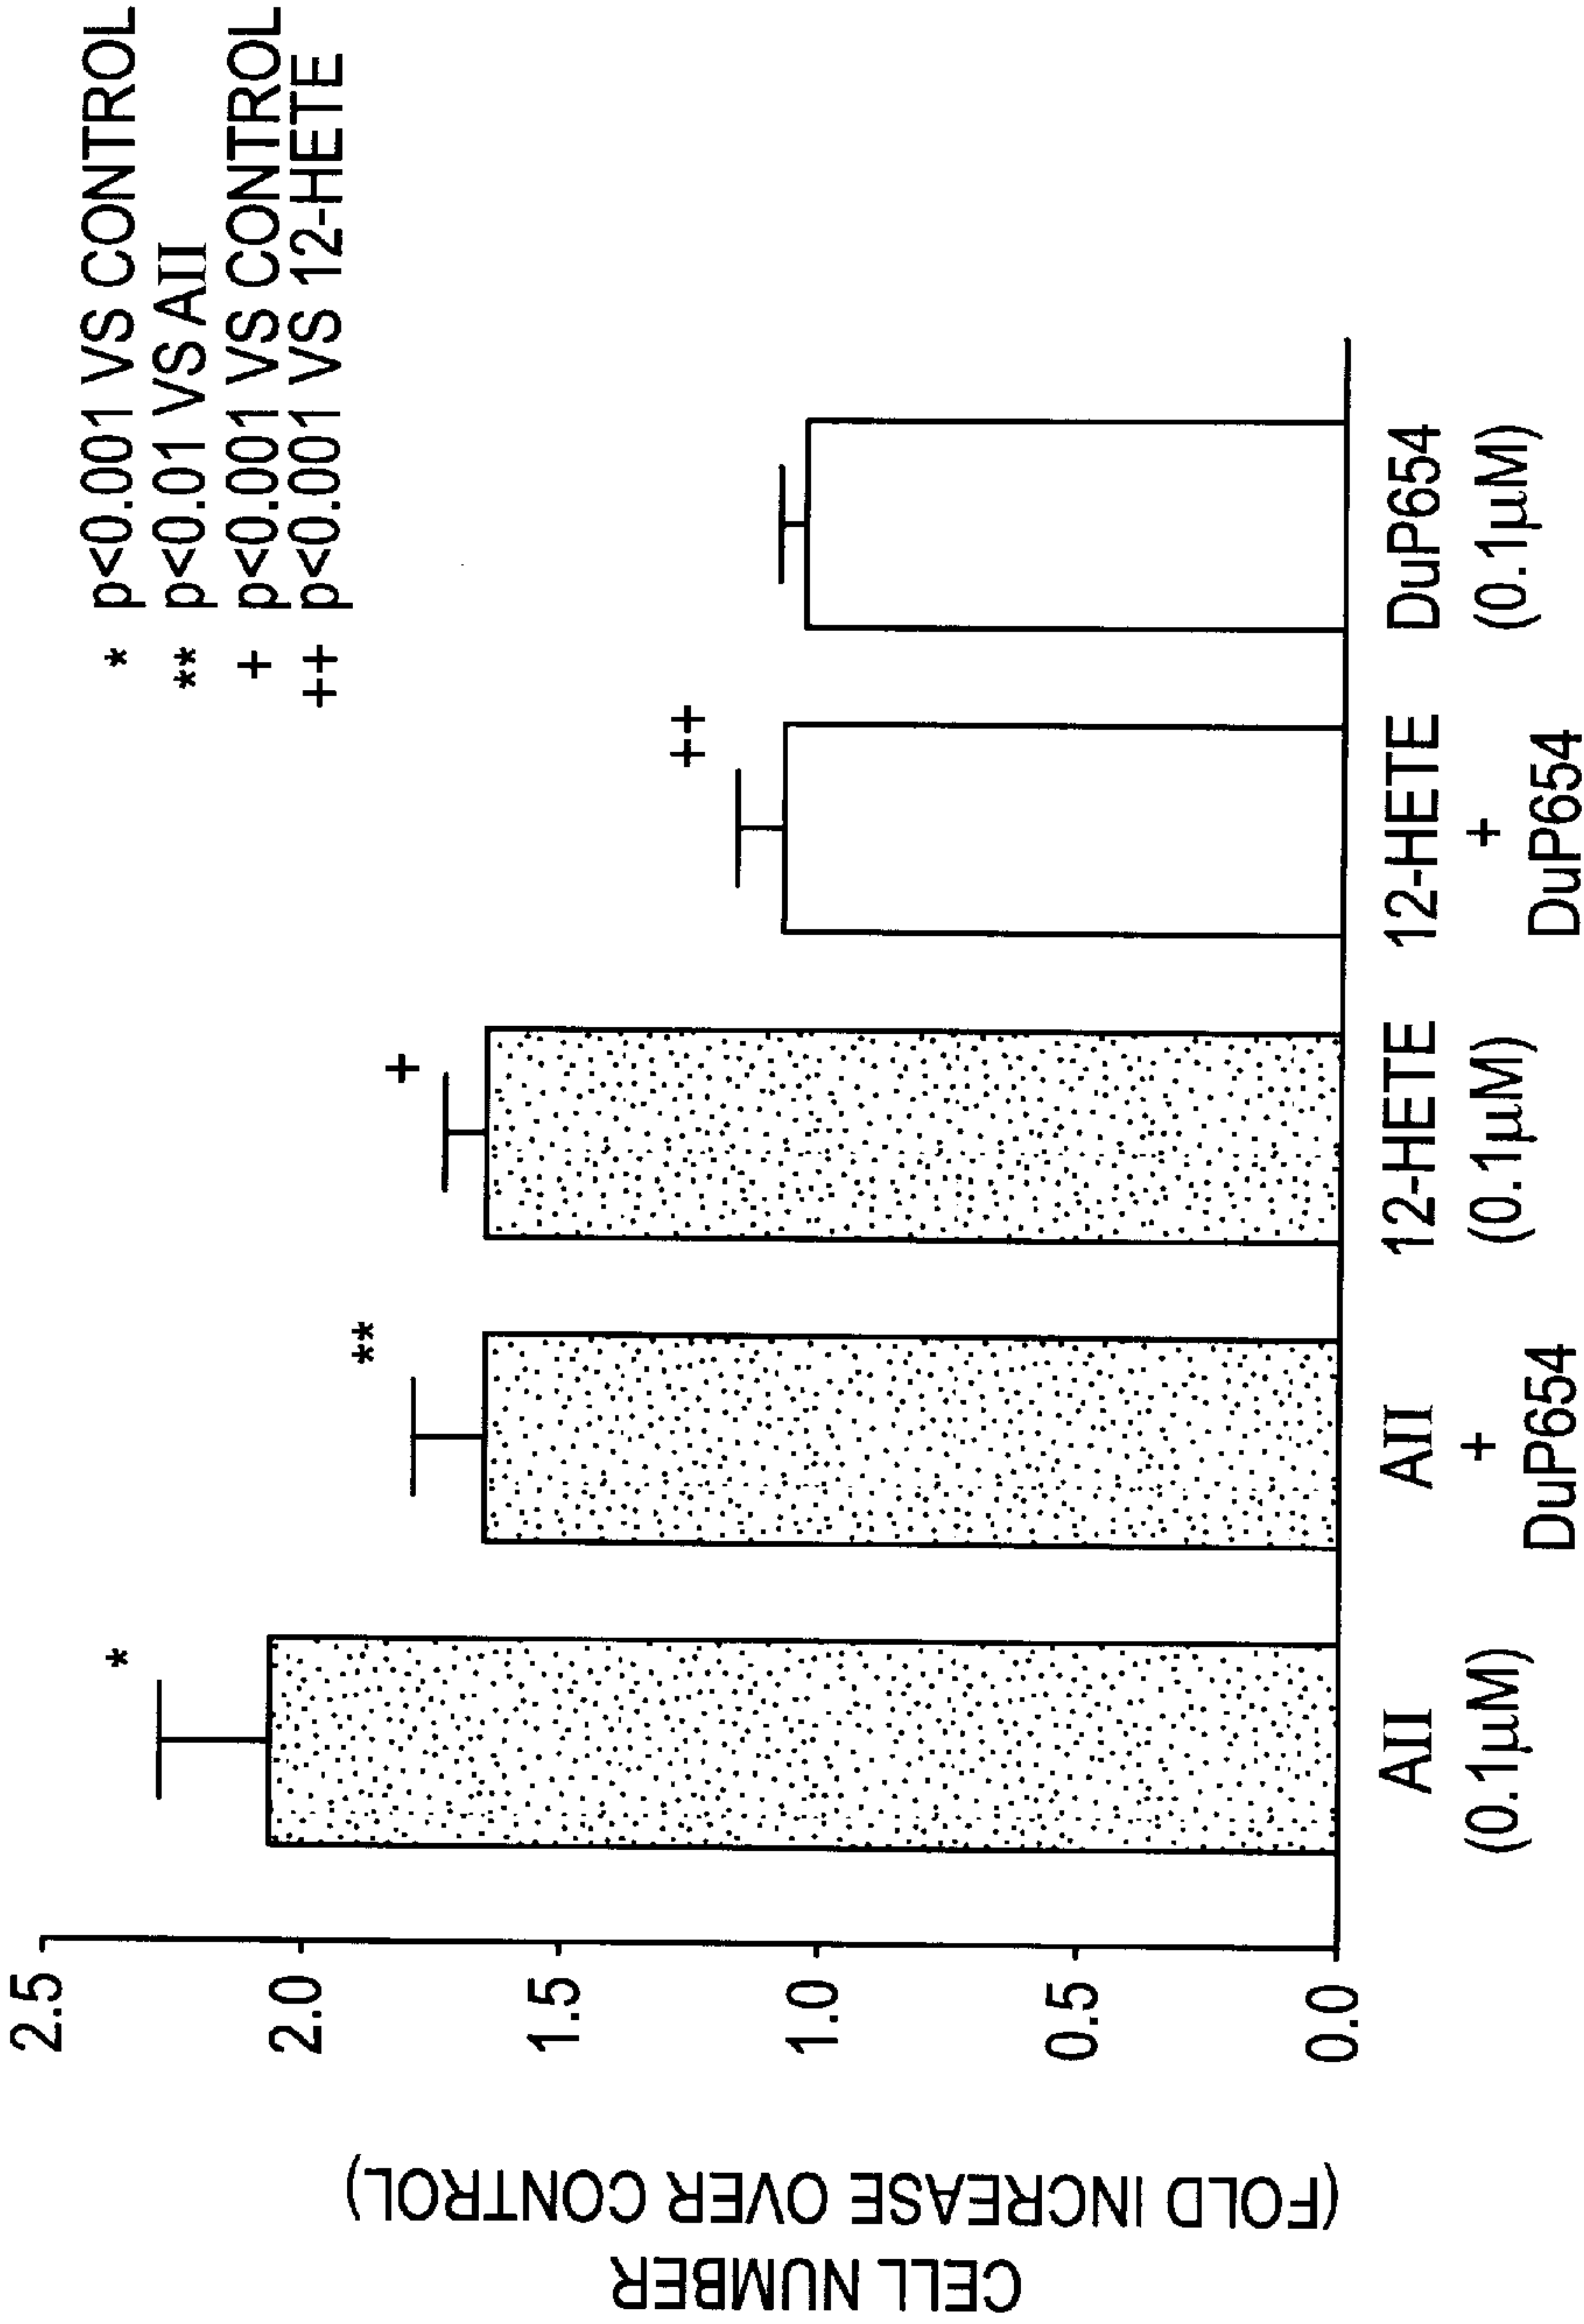 * p<0.001 VS CONTROL
** p<0.01 VS AII
+ p<0.001 VS CONTROL
++ p<0.001 VS 12-HETE
CELL NUMBER
(FOLD INCREASE OVER CONTROL)
2.5
2.0
1.5
1.0
0.5
0.0
*
**
+
++
AII
(0.1µM)
AII
+
DuP654
12-HETE
(0.1µM)
12-HETE
+
DuP654
DuP654
(0.1µM)